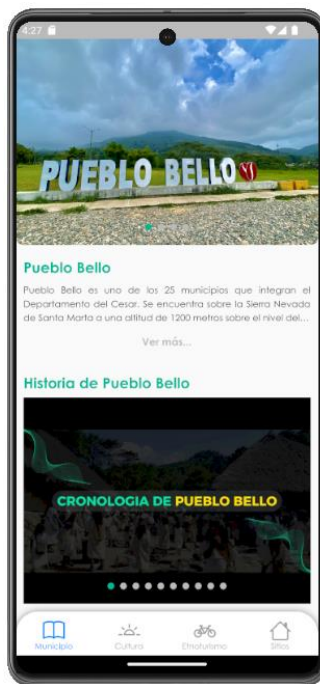 4:27
PUEBLO BELLO
Pueblo Bello
Pueblo Bello es uno de los 25 municipios que integran el
Departamento del Cesar. Se encuentra sobre la Sierra Nevada
de Santa Marta a una altitud de 1200 metros sobre el nivel del...
Ver más...
Historia de Pueblo Bello
CRONOLOGIA DE PUEBLO BELLO
Municipio
Cultura
Etnoturismo
Sitios